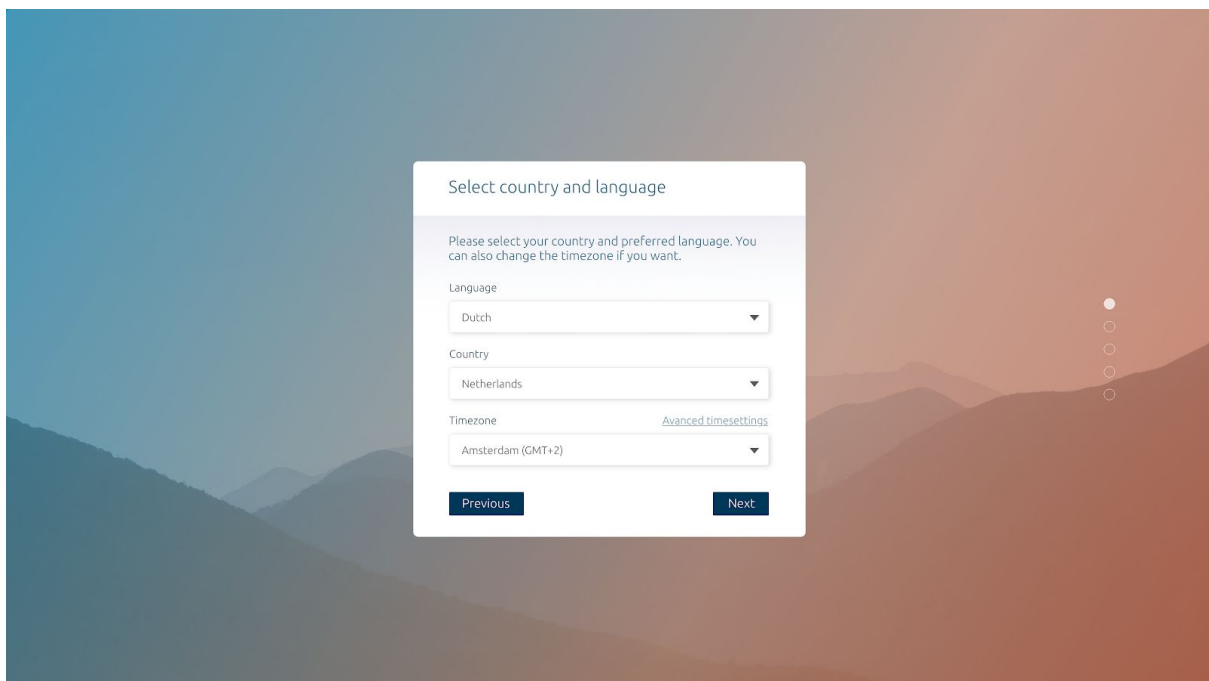 Select country and language
Please select your country and preferred language. You
can also change the timezone if you want.
Language
Dutch
Country
Netherlands
Timezone
Avanced timesettings
Amsterdam (GMT+2)
Previous
Next